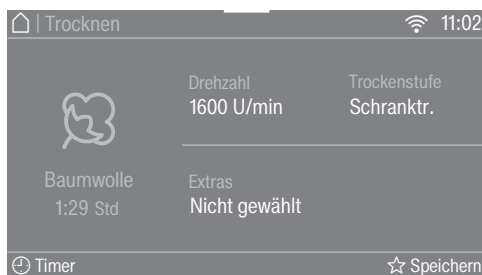 | Trocknen
11:02
Drehzahl
1600 U/min
Trockenstufe
Schranktr.
Baumwolle
1:29 Std
Extras
Nicht gewählt
Timer
Speichern